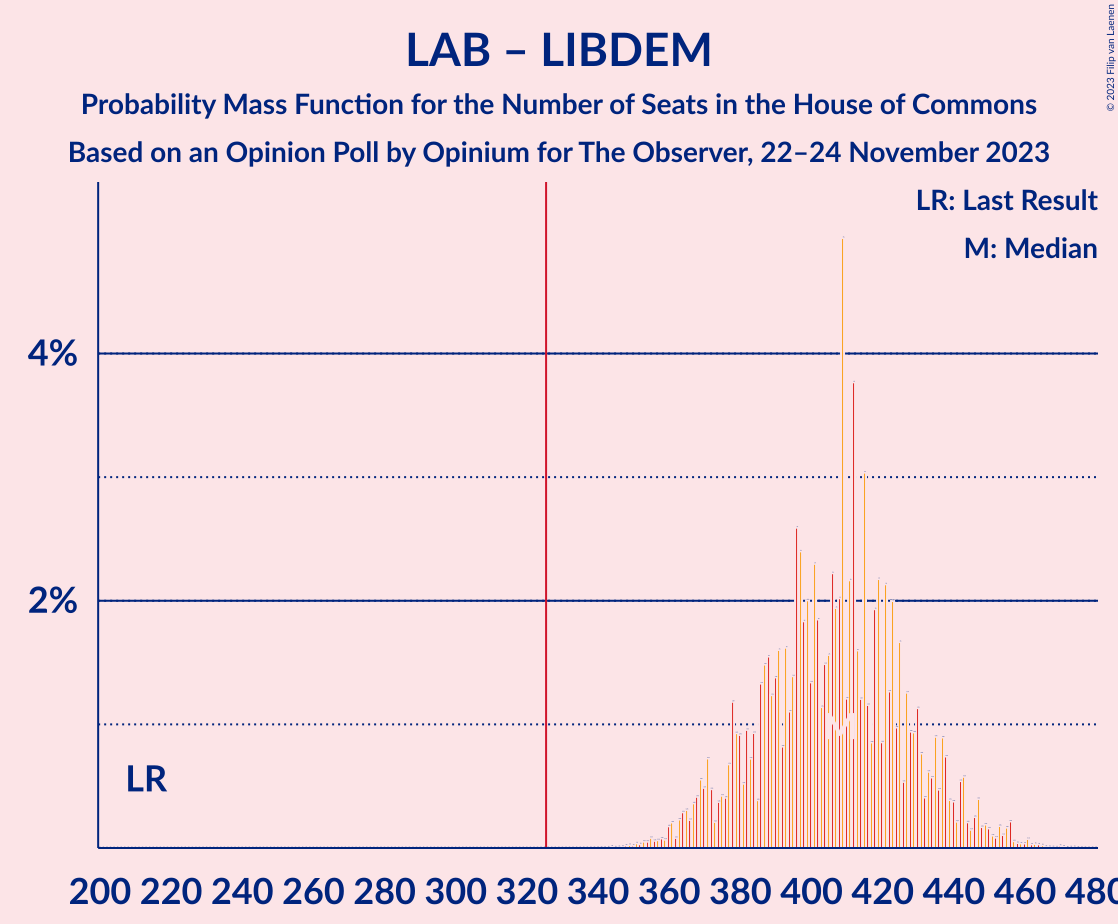 LAB – LIBDEM
Probability Mass Function for the Number of Seats in the House of Commons
Based on an Opinion Poll by Opinium for The Observer, 22–24 November 2023
© 2023 Filip van Laenen
LR: Last Result
M: Median
4%
2%
LR
M
200 220 240 260 280 300 320 340 360 380 400 420 440 460 480